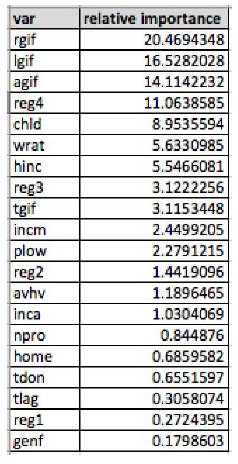 var relative importance
rgif 20.4694348
lgif 16.5282028
agif 14.1142232
reg4 11.0638585
chld 8.9535594
wrat 5.6330985
hinc 5.5466081
reg3 3.1222256
tgif 3.1153448
incm 2.4499205
plow 2.2791215
reg2 1.4419096
avhv 1.1896465
inca 1.0304069
npro 0.844876
home 0.6859582
tdon 0.6551597
tlag 0.3058074
reg1 0.2724395
genf 0.1798603